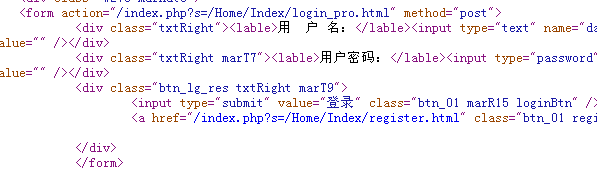 <form action="/index.php?s=/Home/Index/login_pro.html" method="post">
<div class="txtRight"><lable>用 户 名：</lable><input type="text" name="da
alue="" /></div>
<div class="txtRight marT7"><lable>用户密码：</lable><input type="password"
alue="" /></div>
<div class="btn_lg_res txtRight marT9">
<input type="submit" value="登录" class="btn_01 marR15 loginBtn" />
<a href="/index.php?s=/Home/Index/register.html" class="btn_01 regi
</div>
</form>